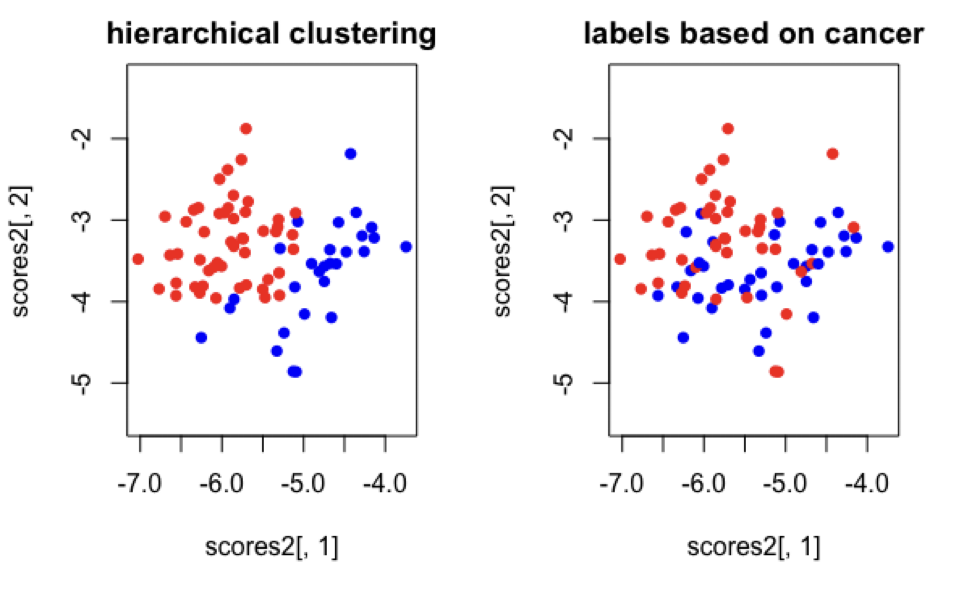 hierarchical clustering
scores2[, 2]
-2
-3
-4
-5
-7.0 -6.0 -5.0 -4.0
scores2[, 1]
labels based on cancer
scores2[, 2]
-2
-3
-4
-5
-7.0 -6.0 -5.0 -4.0
scores2[, 1]